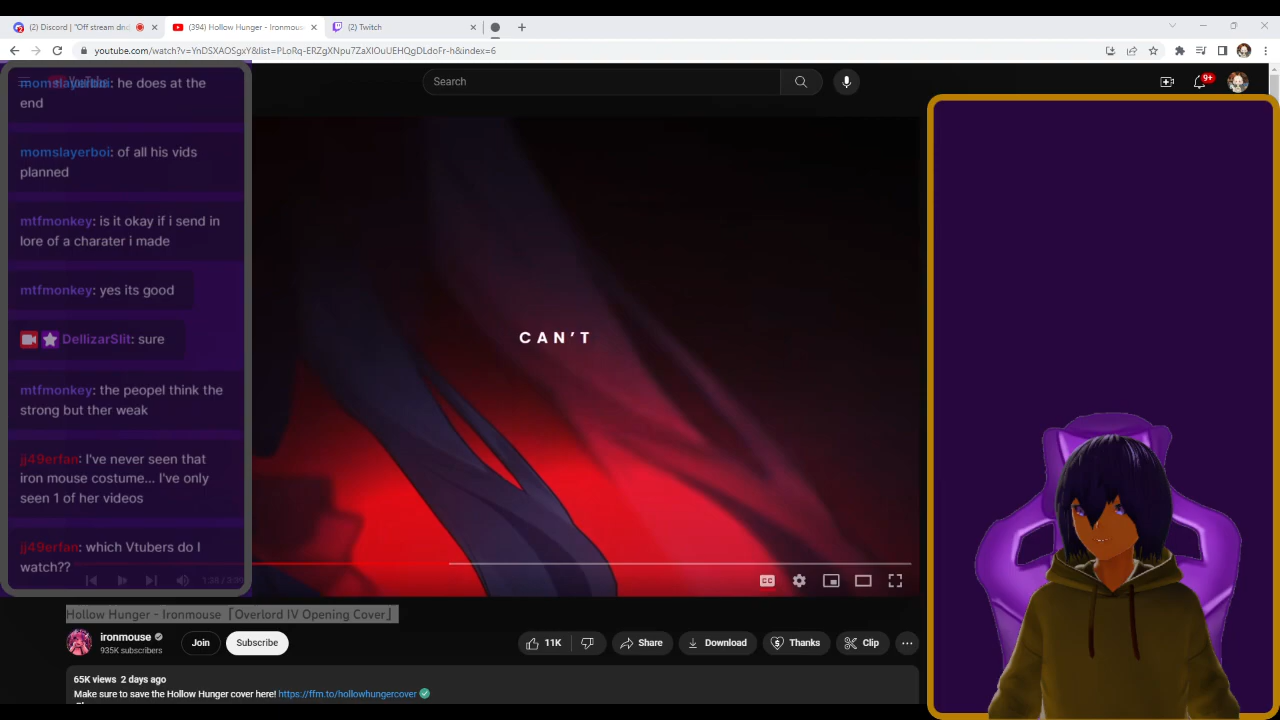 (2) Discord | "Off stream dnd
(394) Hollow Hunger - Ironmouse
(2) Twitch
youtube.com/watch?v=YnDSXAOSgxY&list=PLoRq-ERZgXNpu7ZaXIOuUEHQgDLdoFr-h&index=6
Search
9+
momslayerboi: he does at the
end
momslayerboi: of all his vids
planned
mtfmonkey: is it okay if i send in
lore of a charater i made
mtfmonkey: yes its good
DellizarSlit: sure
mtfmonkey: the peopel think the
strong but ther weak
jj49erfan: I've never seen that
iron mouse costume... I've only
seen 1 of her videos
jj49erfan: which Vtubers do I
watch??
CAN'T
CC
Hollow Hunger - Ironmouse「Overlord IV Opening Cover」
ironmouse
935K subscribers
Join
Subscribe
11K
Share
Download
Thanks
Clip
65K views 2 days ago
Make sure to save the Hollow Hunger cover here! https://ffm.to/hollowhungercover